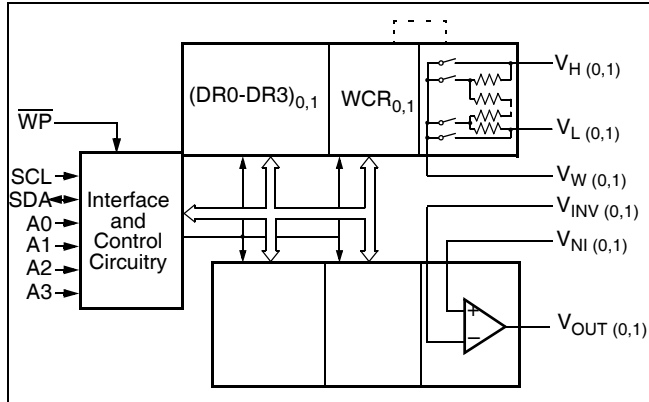 (DR0-DR3)0,1
WCR0,1
VH (0,1)
VL (0,1)
VW (0,1)
VINV (0,1)
VNI (0,1)
VOUT (0,1)
WP
SCL
SDA
A0
A1
A2
A3
Interface
and
Control
Circuitry
+
−